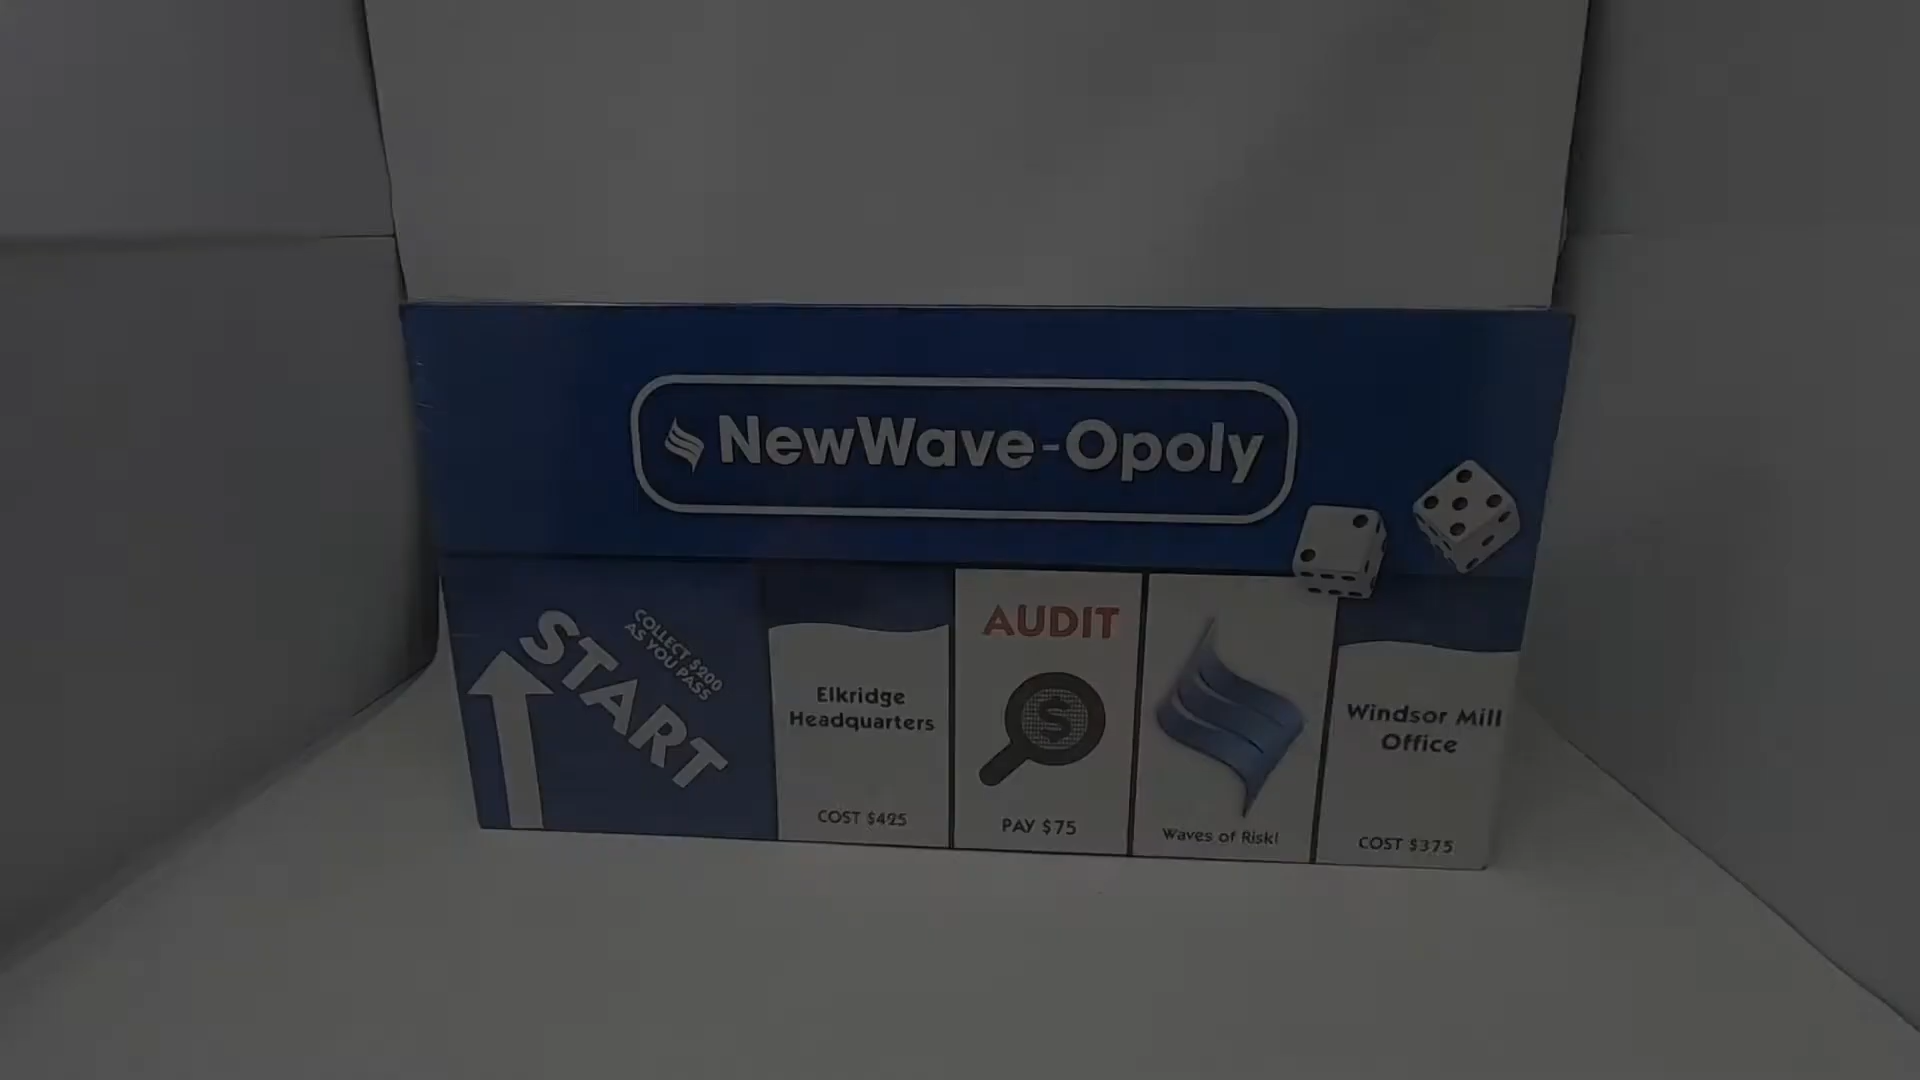 NewWave-Opoly
START
COLLECT $200
AS YOU PASS
Elkridge
Headquarters
COST $425
AUDIT
$
PAY $75
Waves of Risk!
Windsor Mill
Office
COST $375